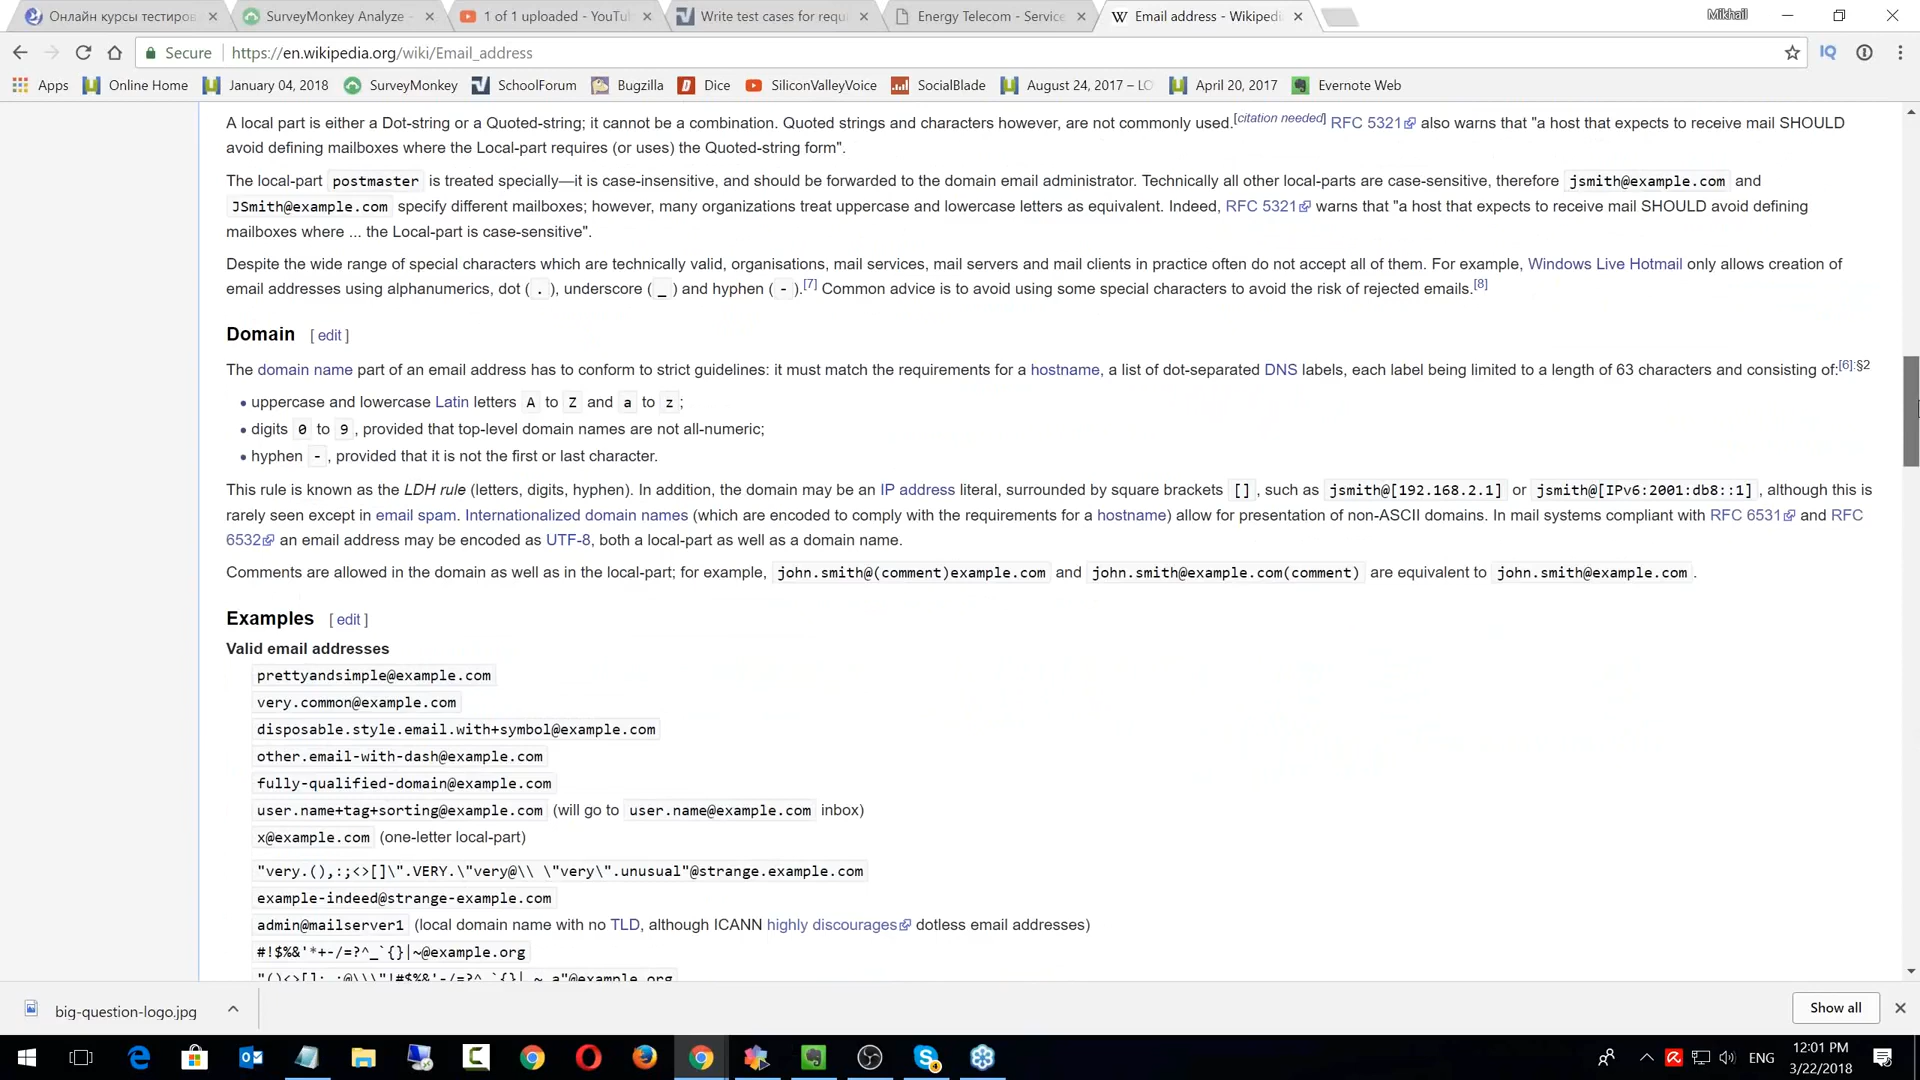 Онлайн курсы тестиров
SurveyMonkey Analyze -
1 of 1 uploaded - YouTu
Write test cases for requ
Energy Telecom - Service
Email address - Wikipedi
Mikhail
Secure https://en.wikipedia.org/wiki/Email_address
Apps Online Home January 04, 2018 SurveyMonkey SchoolForum Bugzilla Dice SiliconValleyVoice SocialBlade August 24, 2017 – LC April 20, 2017 Evernote Web
A local part is either a Dot-string or a Quoted-string; it cannot be a combination. Quoted strings and characters however, are not commonly used.[citation needed] RFC 5321 also warns that "a host that expects to receive mail SHOULD
avoid defining mailboxes where the Local-part requires (or uses) the Quoted-string form".
The local-part postmaster is treated specially—it is case-insensitive, and should be forwarded to the domain email administrator. Technically all other local-parts are case-sensitive, therefore jsmith@example.com and
JSmith@example.com specify different mailboxes; however, many organizations treat uppercase and lowercase letters as equivalent. Indeed, RFC 5321 warns that "a host that expects to receive mail SHOULD avoid defining
mailboxes where ... the Local-part is case-sensitive".
Despite the wide range of special characters which are technically valid, organisations, mail services, mail servers and mail clients in practice often do not accept all of them. For example, Windows Live Hotmail only allows creation of
email addresses using alphanumerics, dot ( . ), underscore ( _ ) and hyphen ( - ).[7] Common advice is to avoid using some special characters to avoid the risk of rejected emails.[8]
Domain [ edit ]
The domain name part of an email address has to conform to strict guidelines: it must match the requirements for a hostname, a list of dot-separated DNS labels, each label being limited to a length of 63 characters and consisting of:[6]:§2
• uppercase and lowercase Latin letters A to Z and a to z;
• digits 0 to 9, provided that top-level domain names are not all-numeric;
• hyphen -, provided that it is not the first or last character.
This rule is known as the LDH rule (letters, digits, hyphen). In addition, the domain may be an IP address literal, surrounded by square brackets [], such as jsmith@[192.168.2.1] or jsmith@[IPv6:2001:db8::1], although this is
rarely seen except in email spam. Internationalized domain names (which are encoded to comply with the requirements for a hostname) allow for presentation of non-ASCII domains. In mail systems compliant with RFC 6531 and RFC
6532 an email address may be encoded as UTF-8, both a local-part as well as a domain name.
Comments are allowed in the domain as well as in the local-part; for example, john.smith@(comment)example.com and john.smith@example.com(comment) are equivalent to john.smith@example.com.
Examples [ edit ]
Valid email addresses
prettyandsimple@example.com
very.common@example.com
disposable.style.email.with+symbol@example.com
other.email-with-dash@example.com
fully-qualified-domain@example.com
user.name+tag+sorting@example.com (will go to user.name@example.com inbox)
x@example.com (one-letter local-part)
"very.(),:;<>[]\".VERY.\"very@\\ \"very\".unusual"@strange.example.com
example-indeed@strange-example.com
admin@mailserver1 (local domain name with no TLD, although ICANN highly discourages dotless email addresses)
#!$%&'*+-/=?^_`{}|~@example.org
big-question-logo.jpg
Show all
ENG
12:01 PM
3/22/2018